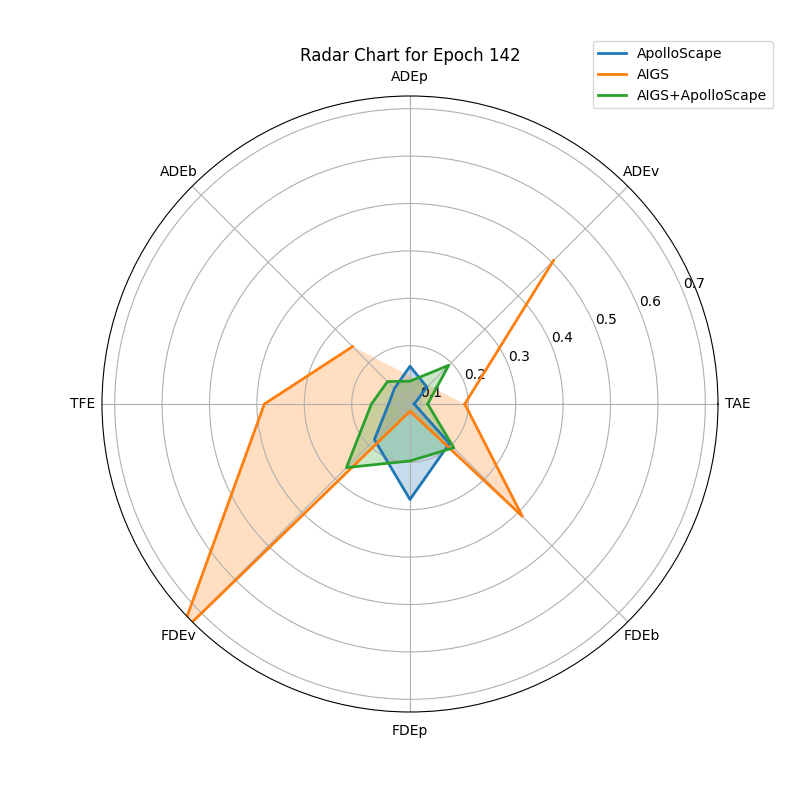 Radar Chart for Epoch 142
ApolloScape
AIGS
AIGS+ApolloScape
ADEp
ADEb
ADEv
0.7
0.6
0.5
0.4
0.3
0.2
0.1
TFE
TAE
FDEv
FDEb
FDEp